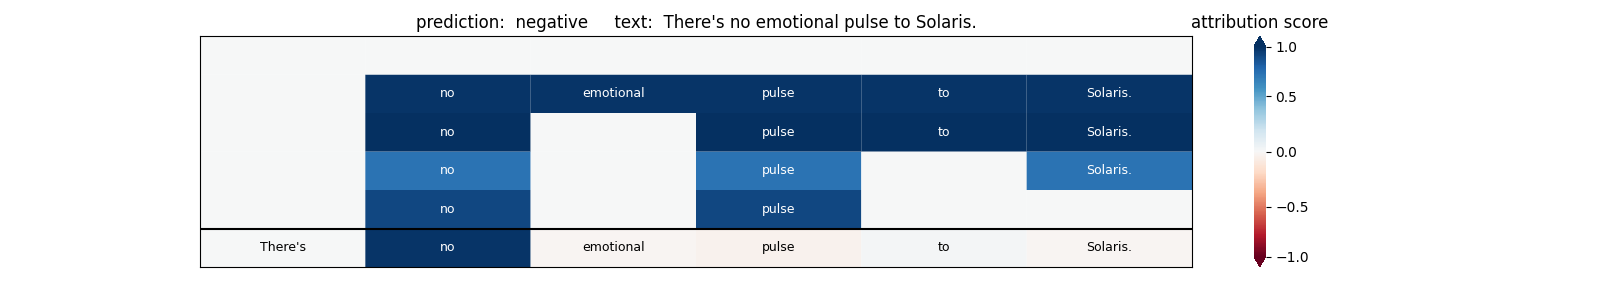 prediction:  negative     text:  There's no emotional pulse to Solaris.
attribution score
no emotional pulse to Solaris.
no pulse to Solaris.
no pulse Solaris.
no pulse
There's no emotional pulse to Solaris.
1.0
0.5
0.0
−0.5
−1.0